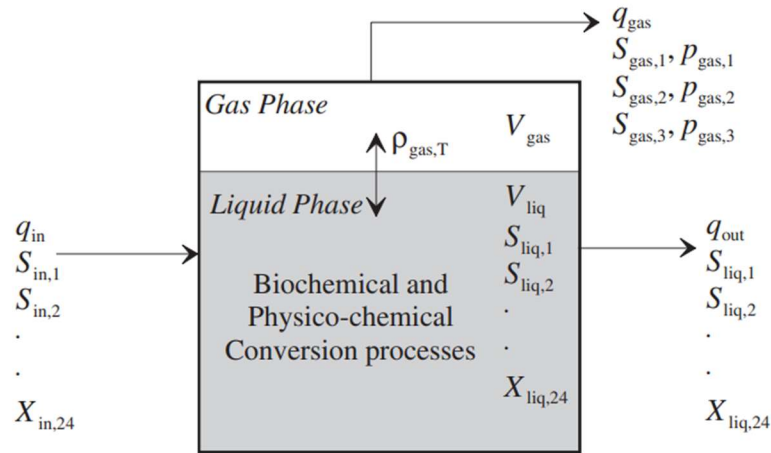 q_gas
S_gas,1, p_gas,1
S_gas,2, p_gas,2
S_gas,3, p_gas,3
Gas Phase
V_gas
ρ_gas,T
Liquid Phase
V_liq
S_liq,1
S_liq,2
.
.
X_liq,24
Biochemical and
Physico-chemical
Conversion processes
q_in
S_in,1
S_in,2
.
.
X_in,24
q_out
S_liq,1
S_liq,2
.
.
X_liq,24